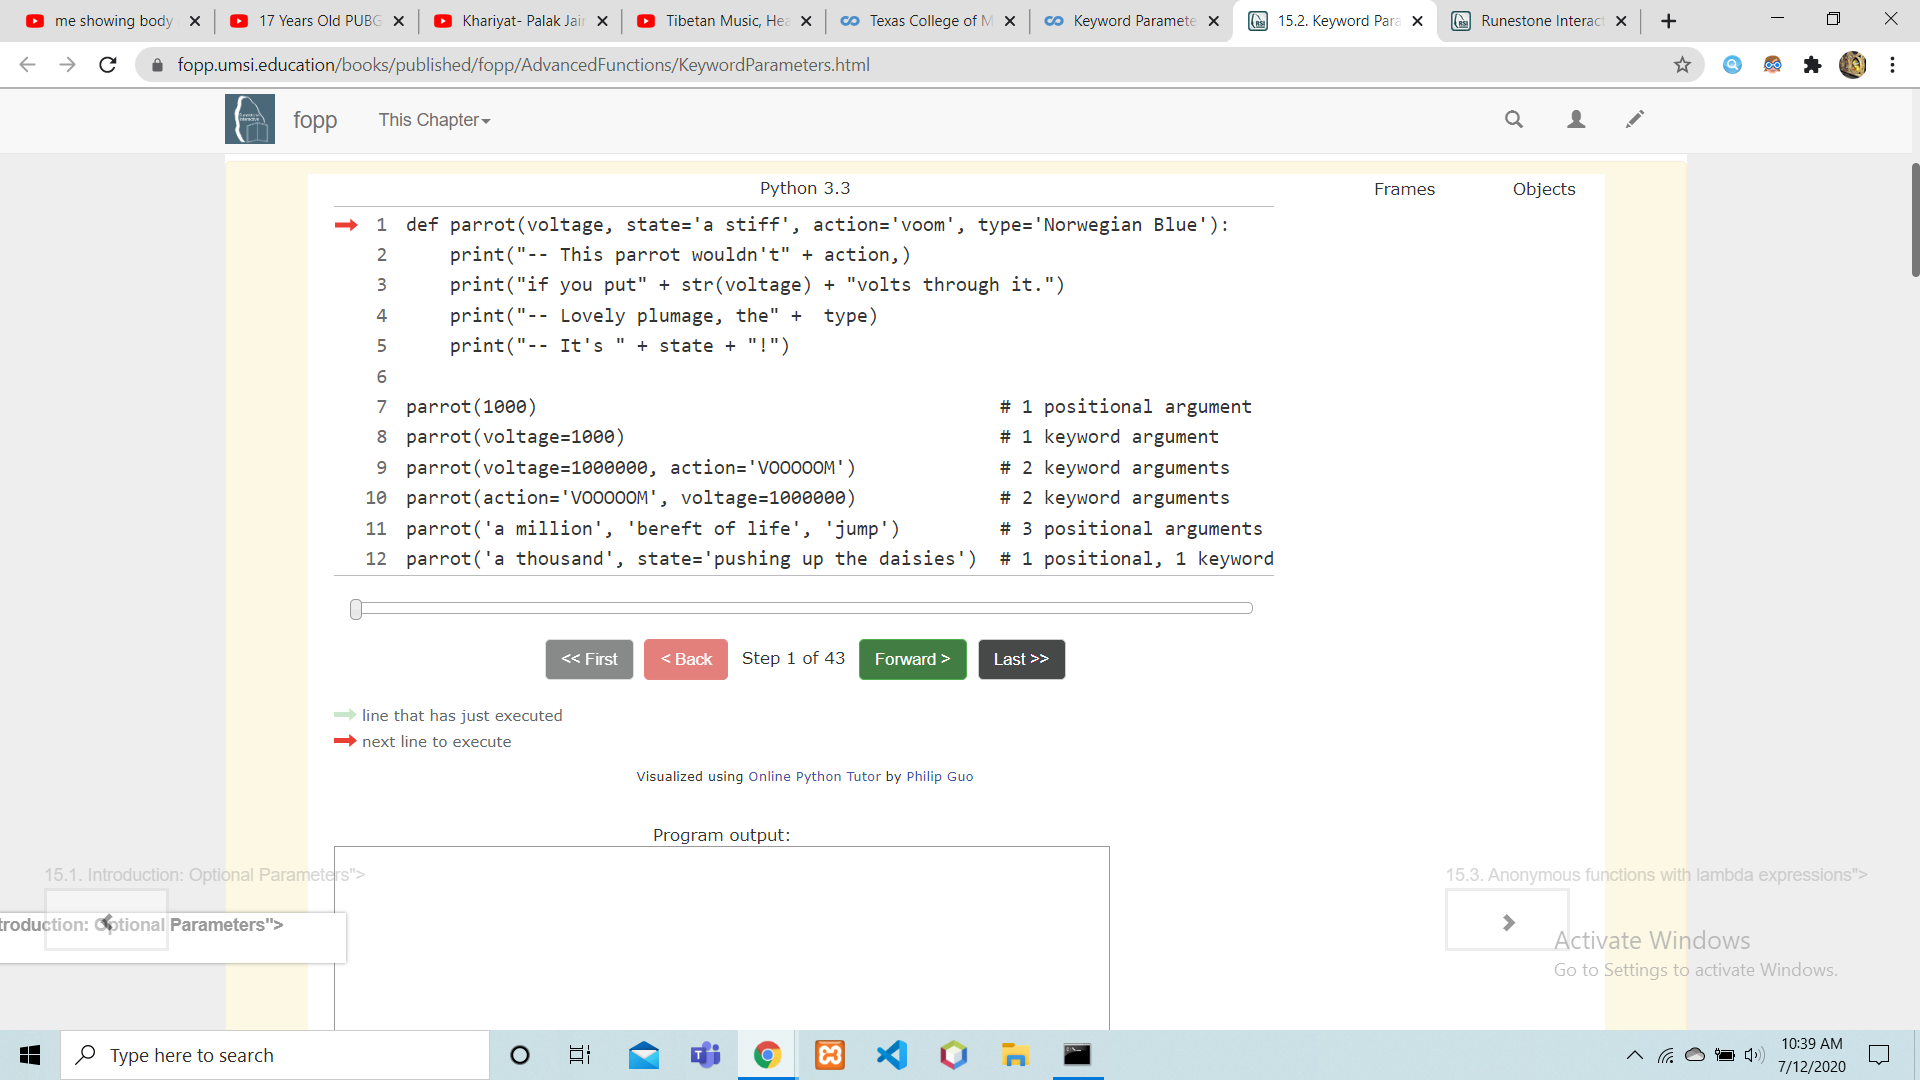 me showing body
17 Years Old PUBG
Khariyat- Palak Jain
Tibetan Music, Hea
Texas College of M
Keyword Paramete
15.2. Keyword Para
Runestone Interact
fopp.umsi.education/books/published/fopp/AdvancedFunctions/KeywordParameters.html
fopp
This Chapter
Python 3.3
Frames
Objects
1 def parrot(voltage, state='a stiff', action='voom', type='Norwegian Blue'):
2     print("-- This parrot wouldn't" + action,)
3     print("if you put" + str(voltage) + "volts through it.")
4     print("-- Lovely plumage, the" +  type)
5     print("-- It's " + state + "!")
6
7 parrot(1000)                                          # 1 positional argument
8 parrot(voltage=1000)                                  # 1 keyword argument
9 parrot(voltage=1000000, action='VOOOOOM')             # 2 keyword arguments
10 parrot(action='VOOOOOM', voltage=1000000)             # 2 keyword arguments
11 parrot('a million', 'bereft of life', 'jump')         # 3 positional arguments
12 parrot('a thousand', state='pushing up the daisies')  # 1 positional, 1 keyword
<< First
< Back
Step 1 of 43
Forward >
Last >>
line that has just executed
next line to execute
Visualized using Online Python Tutor by Philip Guo
Program output:
15.1. Introduction: Optional Parameters">
15.3. Anonymous functions with lambda expressions">
troduction: Optional Parameters">
Activate Windows
Go to Settings to activate Windows.
Type here to search
10:39 AM
7/12/2020